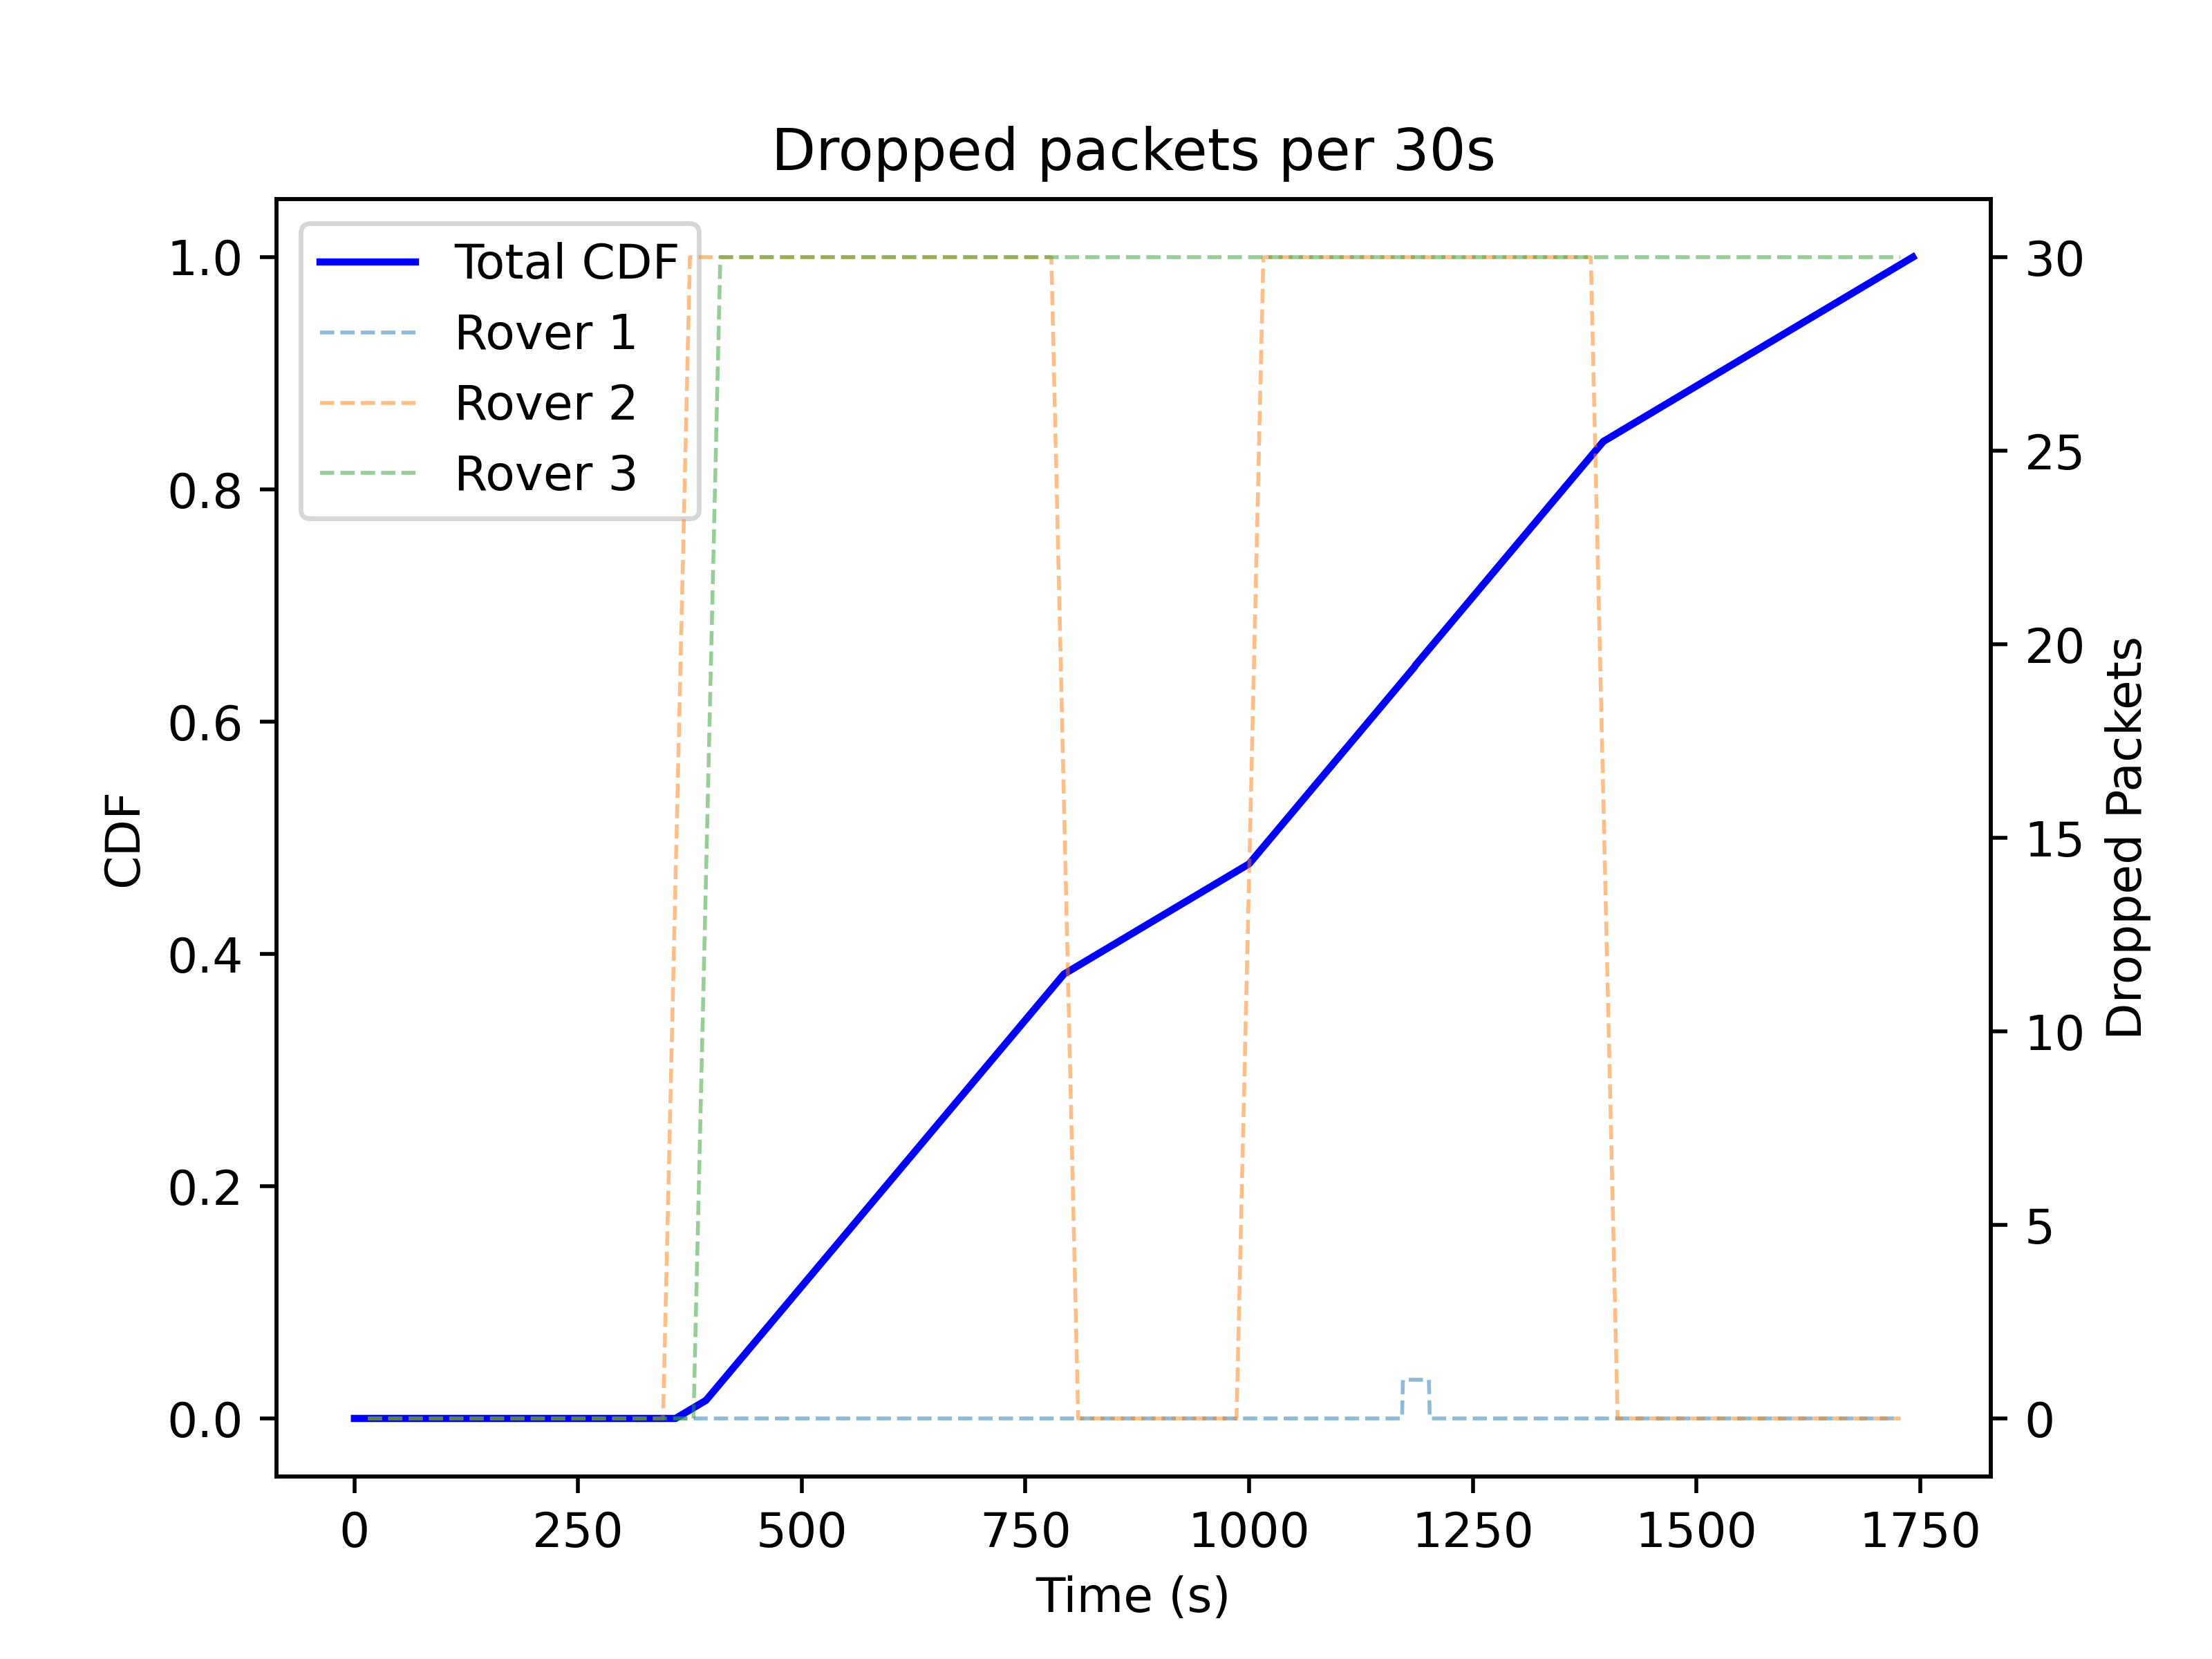 Dropped packets per 30s
Total CDF
Rover 1
Rover 2
Rover 3
1.0
0.8
0.6
0.4
0.2
0.0
CDF
30
25
20
15
10
5
0
Dropped Packets
0 250 500 750 1000 1250 1500 1750
Time (s)